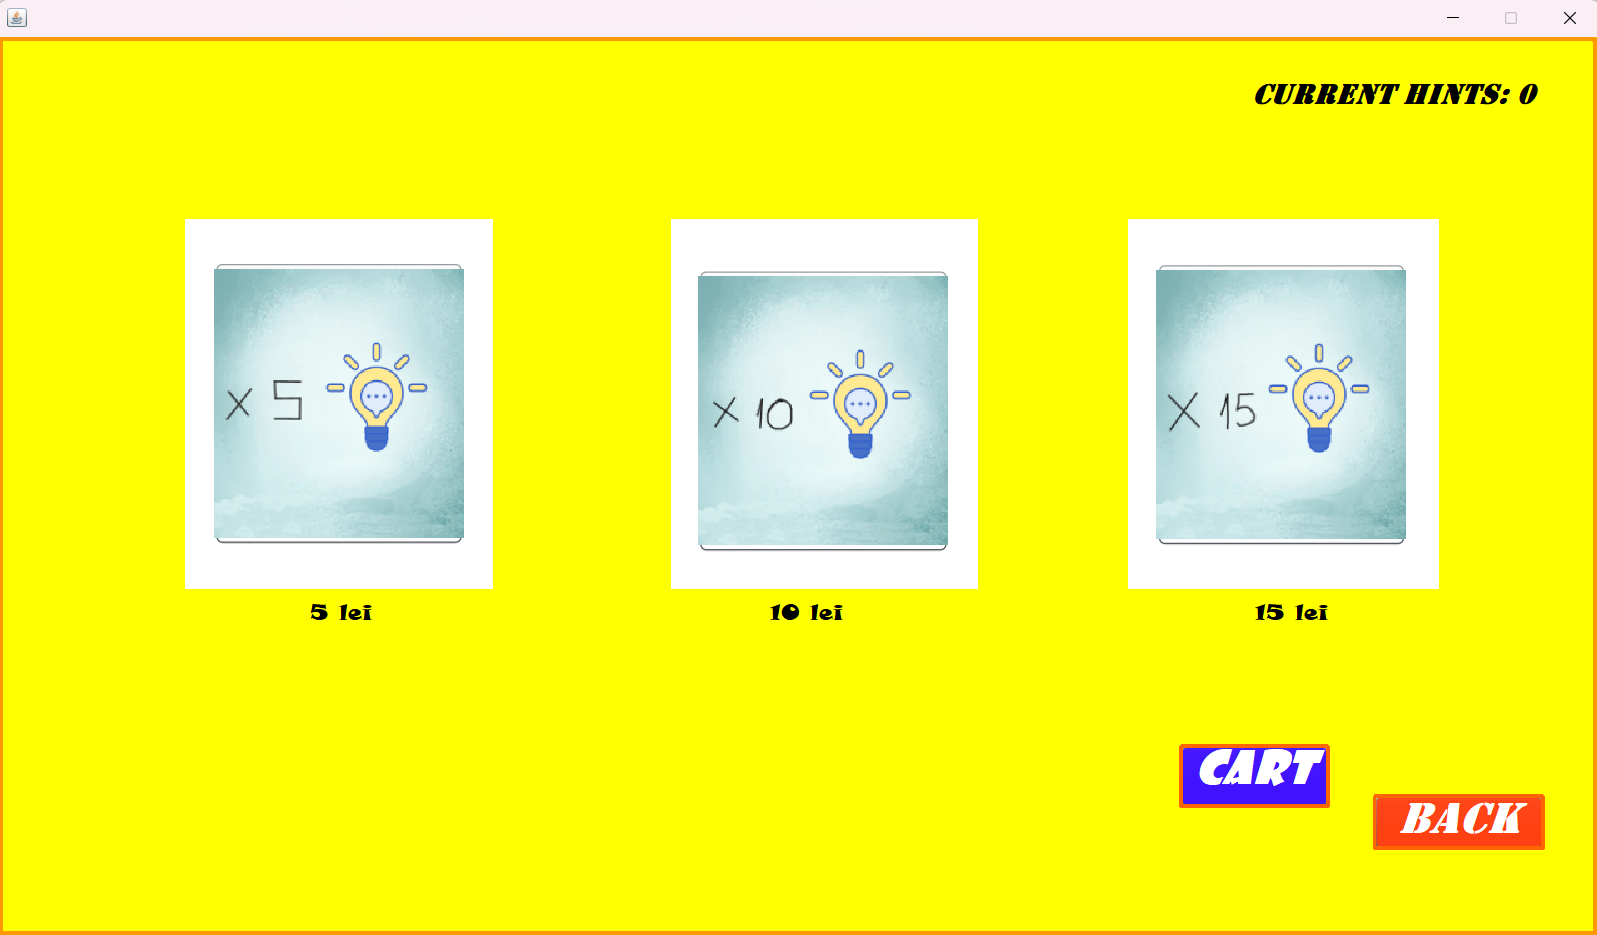 CURRENT HINTS: 0
X 5
X 10
X 15
5 lei
10 lei
15 lei
CART
BACK